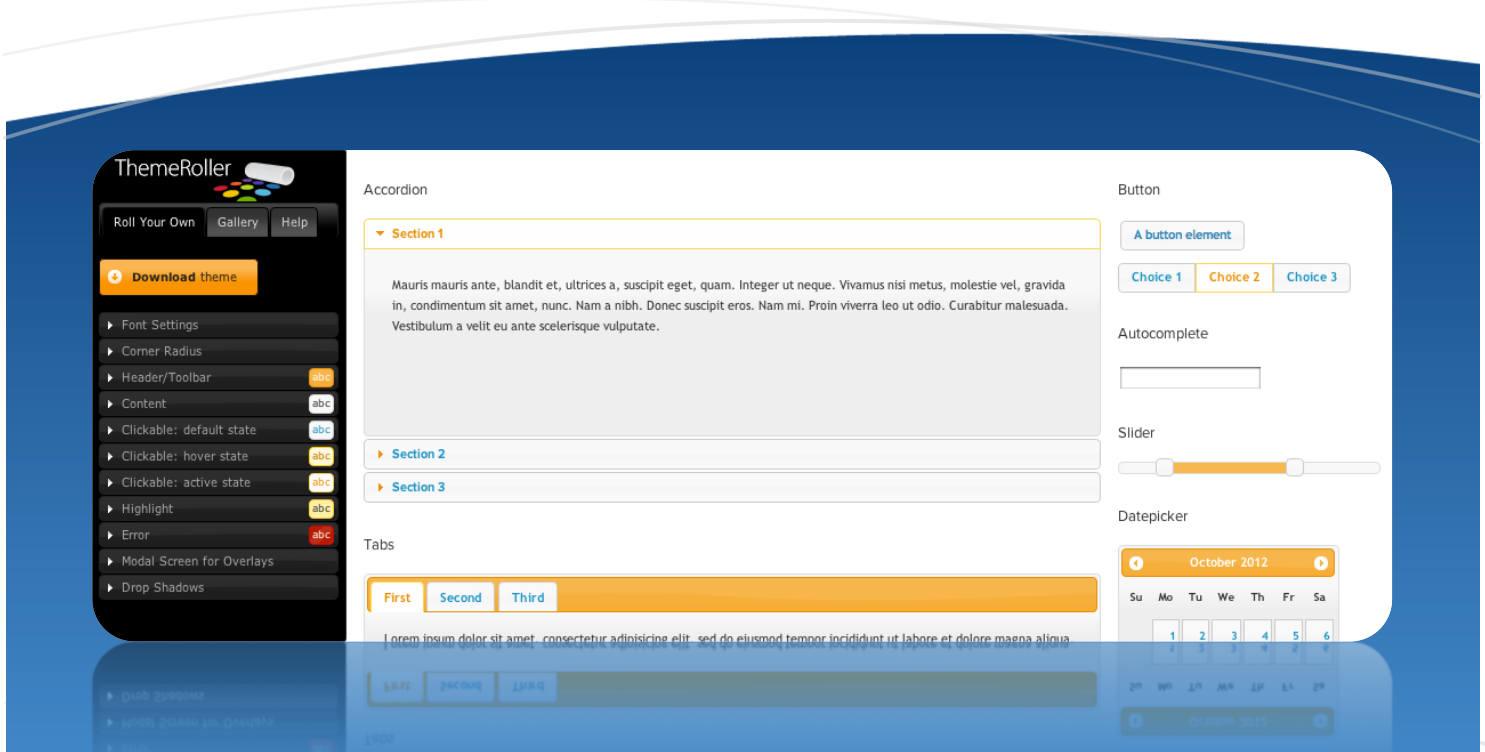 ThemeRoller
Roll Your Own
Gallery
Help
Download theme
Font Settings
Corner Radius
Header/Toolbar abc
Content abc
Clickable: default state abc
Clickable: hover state abc
Clickable: active state abc
Highlight abc
Error abc
Modal Screen for Overlays
Drop Shadows
Accordion
Section 1
Mauris mauris ante, blandit et, ultrices a, suscipit eget, quam. Integer ut neque. Vivamus nisi metus, molestie vel, gravida
in, condimentum sit amet, nunc. Nam a nibh. Donec suscipit eros. Nam mi. Proin viverra leo ut odio. Curabitur malesuada.
Vestibulum a velit eu ante scelerisque vulputate.
Section 2
Section 3
Tabs
First
Second
Third
Lorem ipsum dolor sit amet, consectetur adipisicing elit, sed do eiusmod tempor incididunt ut labore et dolore magna aliqua.
Button
A button element
Choice 1
Choice 2
Choice 3
Autocomplete
Slider
Datepicker
October 2012
Su Mo Tu We Th Fr Sa
1 2 3 4 5 6